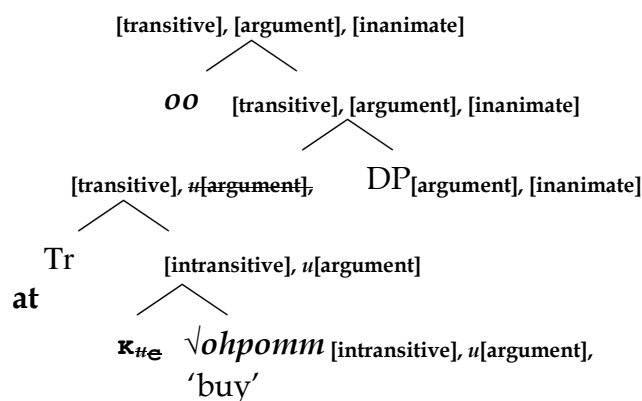 [transitive], [argument], [inanimate]
oo [transitive], [argument], [inanimate]
[transitive], u[argument], DP[argument], [inanimate]
Tr [intransitive], u[argument]
at
K#e √ohpomm [intransitive], u[argument],
‘buy’